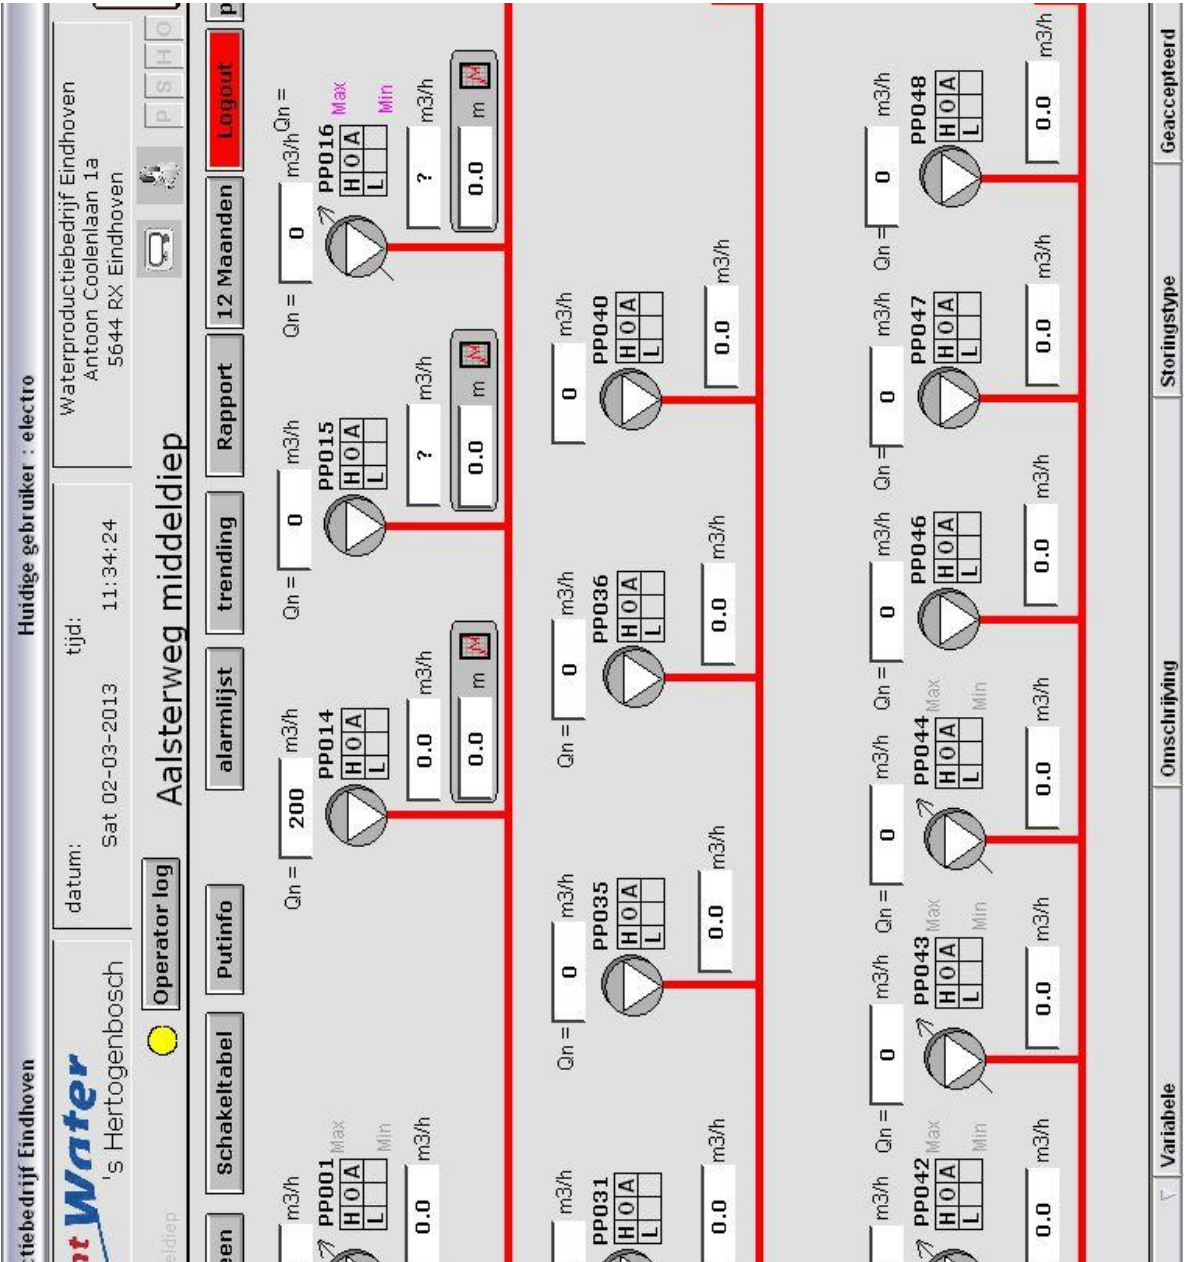 ctiebedrijf Eindhoven
Huidige gebruiker : electro
nt Water
's Hertogenbosch
datum:
tijd:
Sat 02-03-2013
11:34:24
Waterproductiebedrijf Eindhoven
Antoon Coolenlaan 1a
5644 RX Eindhoven
eldiep
Operator log
Aalsterweg middeldiep
P S H O
een
Schakeltabel
Putinfo
alarmlijst
trending
Rapport
12 Maanden
Logout
p
m3/h
PP001
Max
H O A
L
Min
0.0 m3/h
Qn = 200 m3/h
PP014
H O A
L
0.0 m3/h
0.0 m
Qn = 0 m3/h
PP015
H O A
L
? m3/h
0.0 m
Qn = 0 m3/h
PP016
Max
H O A
L
Min
? m3/h
0.0 m
Qn =
m3/h
PP031
H O A
L
0.0 m3/h
Qn = 0 m3/h
PP035
H O A
L
0.0 m3/h
Qn = 0 m3/h
PP036
H O A
L
0.0 m3/h
0 m3/h
PP040
H O A
L
0.0 m3/h
m3/h
m3/h
PP042
Max
H O A
L
Min
0.0 m3/h
Qn = 0 m3/h
PP043
Max
H O A
L
Min
0.0 m3/h
Qn = 0 m3/h
PP044
Max
H O A
L
Min
0.0 m3/h
Qn = 0 m3/h
PP046
H O A
L
0.0 m3/h
Qn = 0 m3/h
PP047
H O A
L
0.0 m3/h
Qn = 0 m3/h
PP048
H O A
L
0.0 m3/h
Variabele
Omschrijving
Storingstype
Geaccepteerd